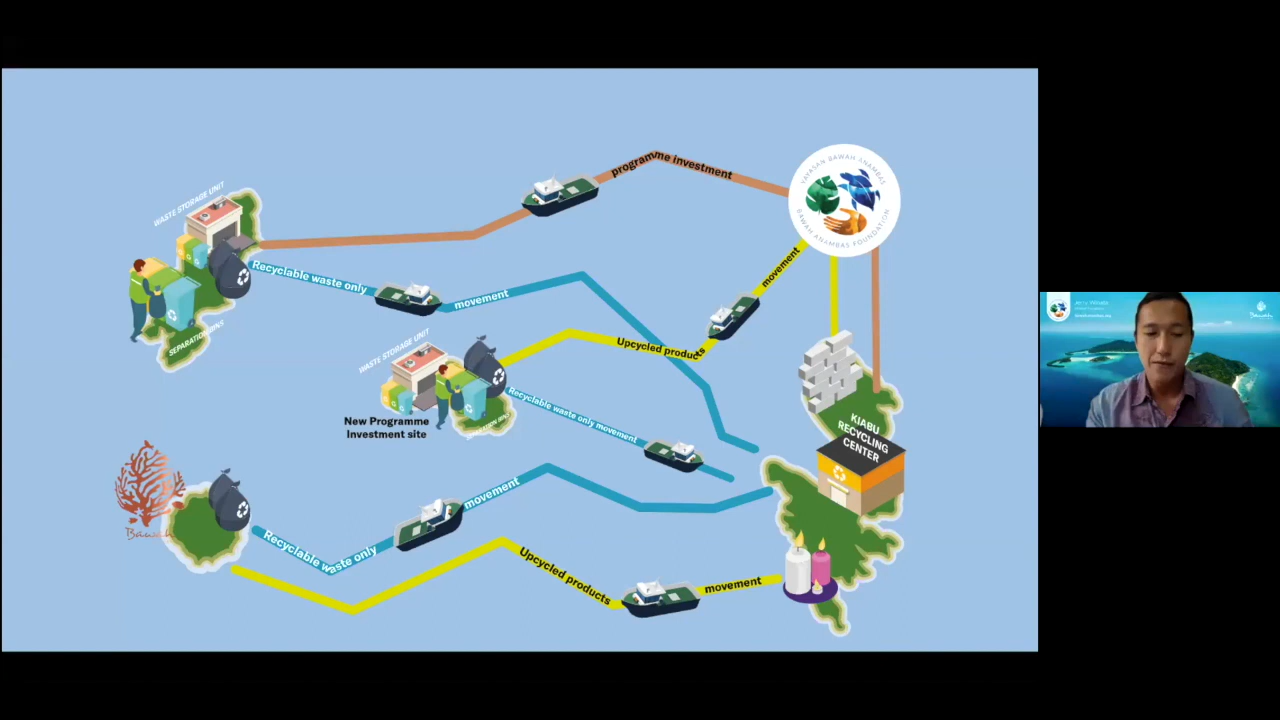 programme investment
YAYASAN BAWAH ANAMBAS
BAWAH ANAMBAS FOUNDATION
WASTE STORAGE UNIT
Recyclable waste only
movement
SEPARATION BINS
movement
Upcycled products
WASTE STORAGE UNIT
Recyclable waste only movement
New Programme
Investment site
KIABU
RECYCLING
CENTER
Bawah
movement
Recyclable waste only
Upcycled products
movement
Bawah